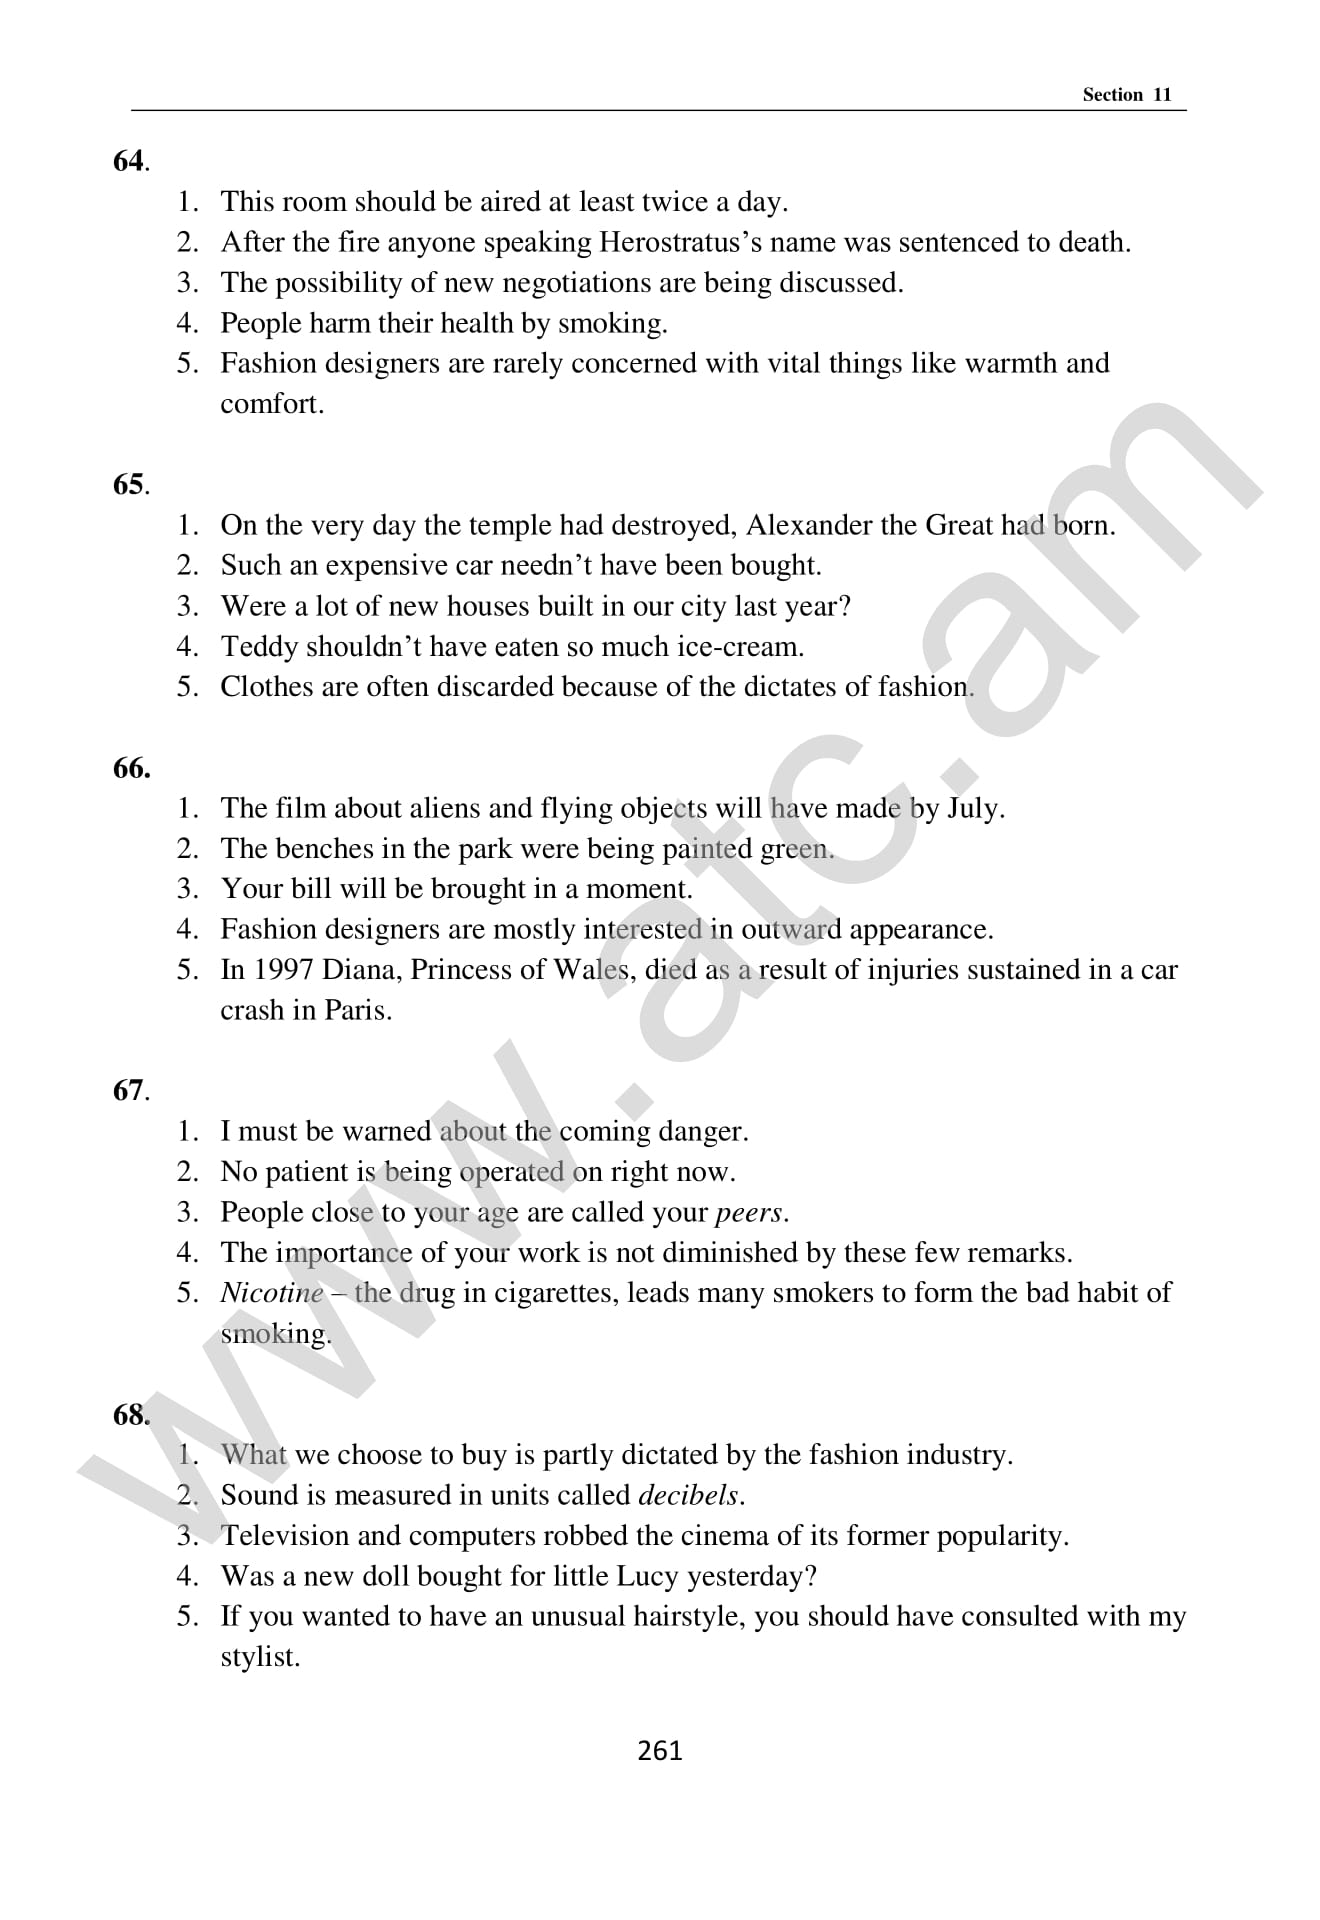 Section 11
64.
1. This room should be aired at least twice a day.
2. After the fire anyone speaking Herostratus’s name was sentenced to death.
3. The possibility of new negotiations are being discussed.
4. People harm their health by smoking.
5. Fashion designers are rarely concerned with vital things like warmth and
comfort.
65.
1. On the very day the temple had destroyed, Alexander the Great had born.
2. Such an expensive car needn’t have been bought.
3. Were a lot of new houses built in our city last year?
4. Teddy shouldn’t have eaten so much ice-cream.
5. Clothes are often discarded because of the dictates of fashion.
66.
1. The film about aliens and flying objects will have made by July.
2. The benches in the park were being painted green.
3. Your bill will be brought in a moment.
4. Fashion designers are mostly interested in outward appearance.
5. In 1997 Diana, Princess of Wales, died as a result of injuries sustained in a car
crash in Paris.
67.
1. I must be warned about the coming danger.
2. No patient is being operated on right now.
3. People close to your age are called your peers.
4. The importance of your work is not diminished by these few remarks.
5. Nicotine – the drug in cigarettes, leads many smokers to form the bad habit of
smoking.
68.
1. What we choose to buy is partly dictated by the fashion industry.
2. Sound is measured in units called decibels.
3. Television and computers robbed the cinema of its former popularity.
4. Was a new doll bought for little Lucy yesterday?
5. If you wanted to have an unusual hairstyle, you should have consulted with my
stylist.
261
www.atc.am